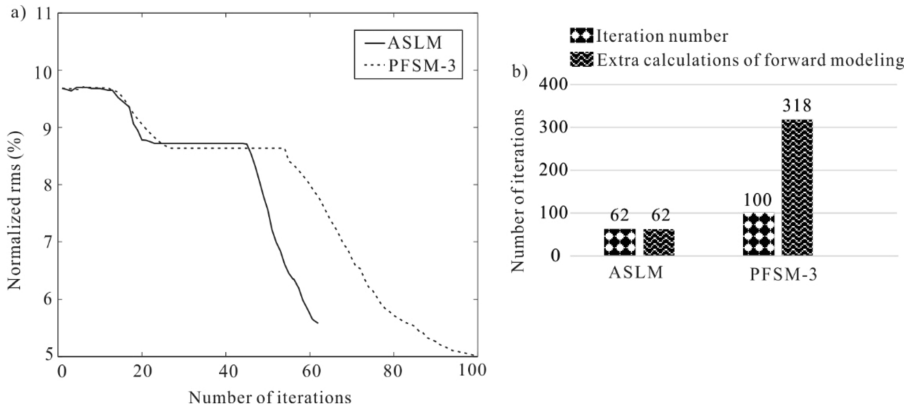 a)
11
10
9
8
7
6
5
Normalized rms (%)
0
20
40
60
80
100
Number of iterations
ASLM
PFSM-3
b)
Iteration number
Extra calculations of forward modeling
400
300
200
100
0
Number of iterations
62
62
100
318
ASLM
PFSM-3